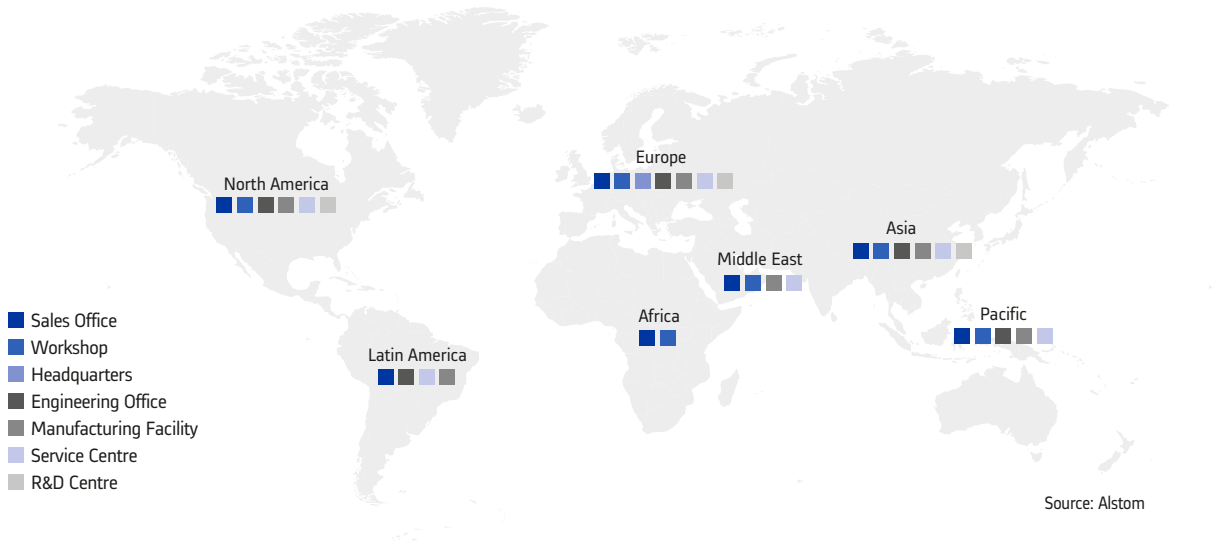 Europe
North America
Asia
Middle East
Pacific
Africa
Sales Office
Workshop
Latin America
Headquarters
Engineering Office
Manufacturing Facility
Service Centre
R&D Centre
Source: Alstom